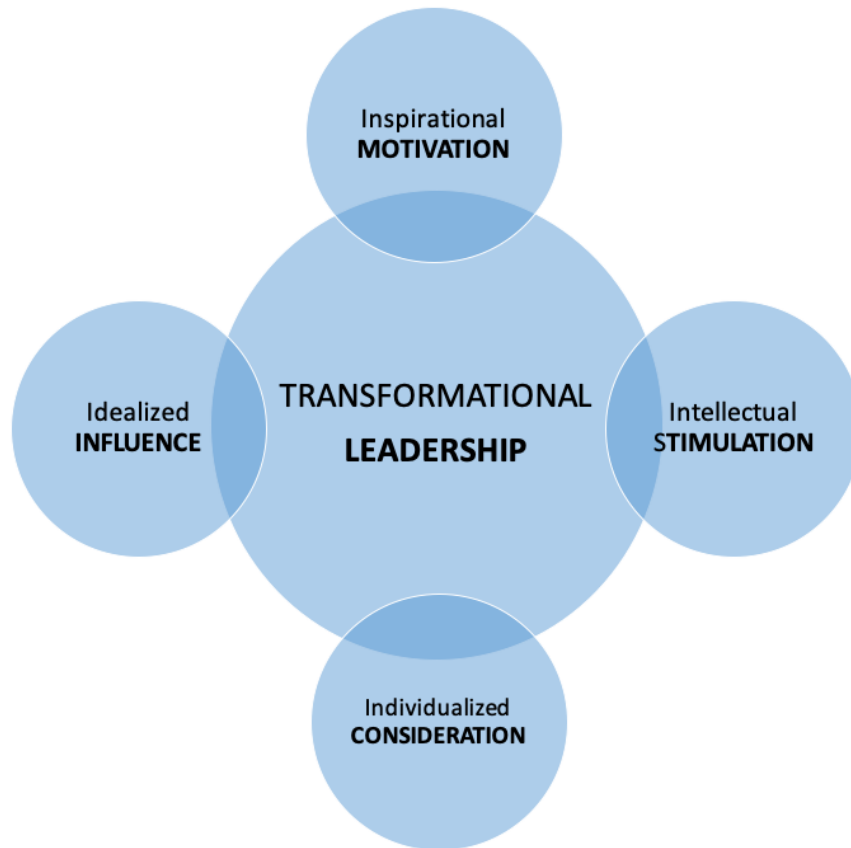 Inspirational
MOTIVATION
Idealized
INFLUENCE
TRANSFORMATIONAL
LEADERSHIP
Intellectual
STIMULATION
Individualized
CONSIDERATION